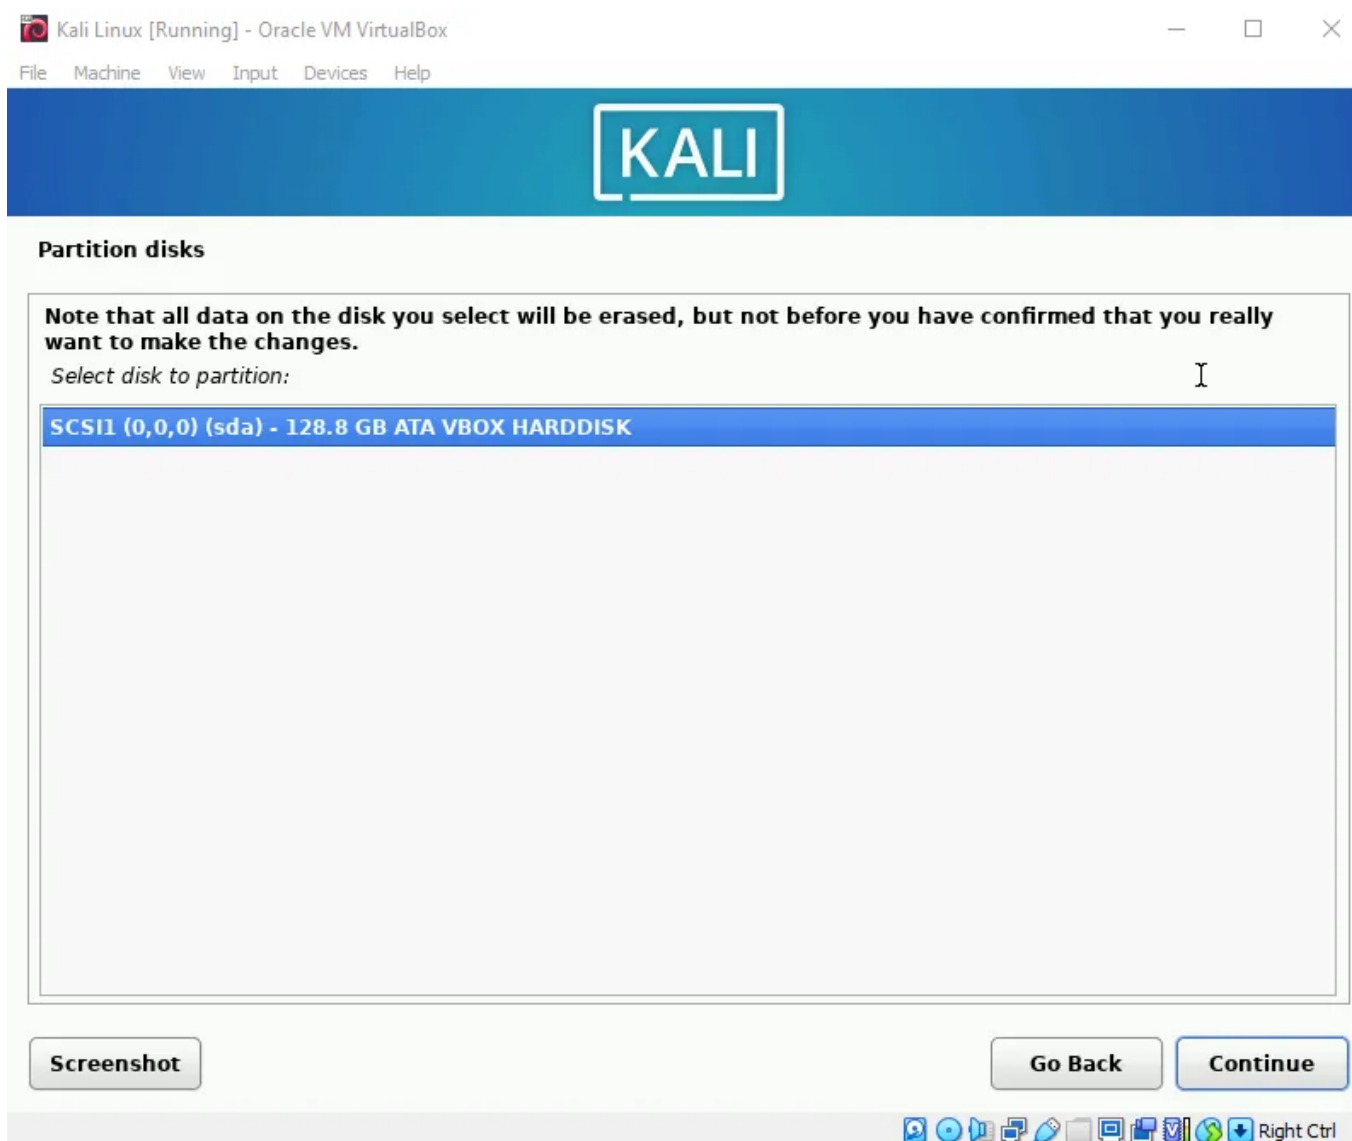 Kali Linux [Running] - Oracle VM VirtualBox
File Machine View Input Devices Help
KALI
Partition disks
Note that all data on the disk you select will be erased, but not before you have confirmed that you really
want to make the changes.
Select disk to partition:
SCSI1 (0,0,0) (sda) - 128.8 GB ATA VBOX HARDDISK
Screenshot Go Back Continue
Right Ctrl